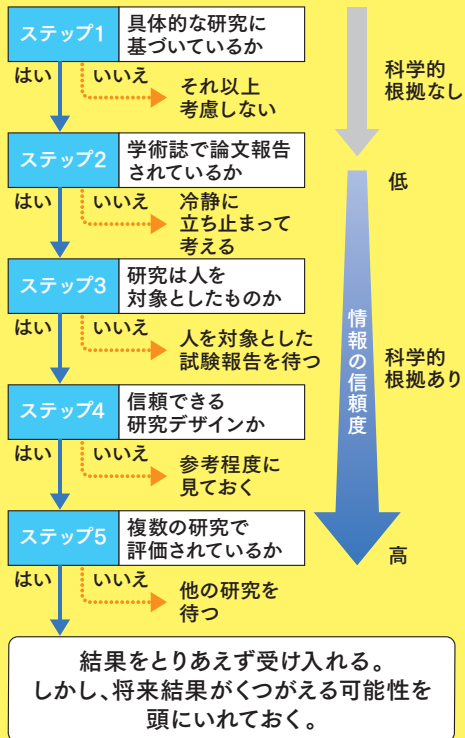 ステップ1
具体的な研究に
基づいているか
はい
いいえ
それ以上
考慮しない
科学的
根拠なし
ステップ2
学術誌で論文報告
されているか
はい
いいえ
冷静に
立ち止まって
考える
低
ステップ3
研究は人を
対象としたものか
はい
いいえ
人を対象とした
試験報告を待つ
情報の信頼度
科学的
根拠あり
ステップ4
信頼できる
研究デザインか
はい
いいえ
参考程度に
見ておく
ステップ5
複数の研究で
評価されているか
はい
いいえ
他の研究を
待つ
高
結果をとりあえず受け入れる。
しかし、将来結果がくつがえる可能性を
頭にいれておく。